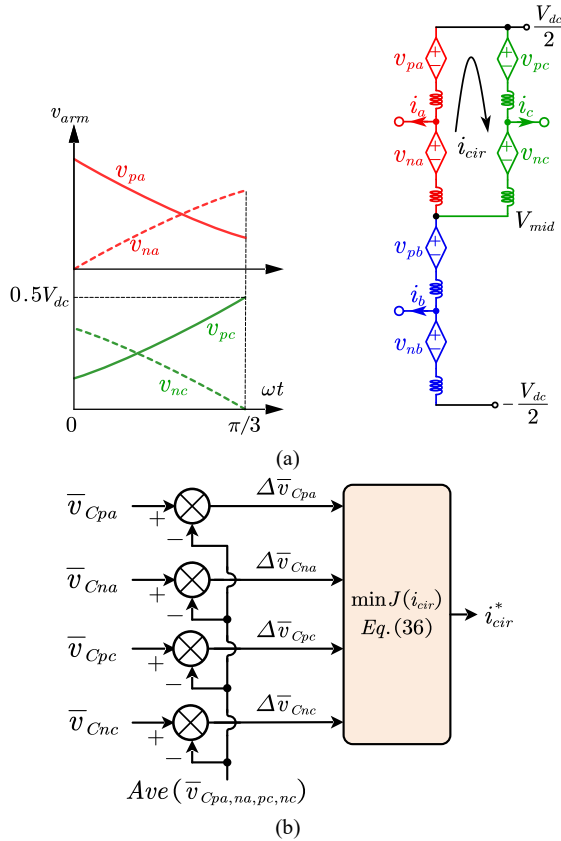 v_arm
v_pa
v_na
0.5V_dc
v_pc
v_nc
ωt
0
π/3
V_dc/2
v_pa
+
−
v_pc
+
−
i_a
i_c
v_na
+
−
i_cir
v_nc
+
−
V_mid
v_pb
+
−
i_b
v_nb
+
−
−V_dc/2
(a)
v̅_Cpa
+
−
Δv̅_Cpa
v̅_Cna
+
−
Δv̅_Cna
min J(i_cir)
Eq.(36)
i*_cir
v̅_Cpc
+
−
Δv̅_Cpc
v̅_Cnc
+
−
Δv̅_Cnc
Ave(v̅_Cpa,na,pc,nc)
(b)